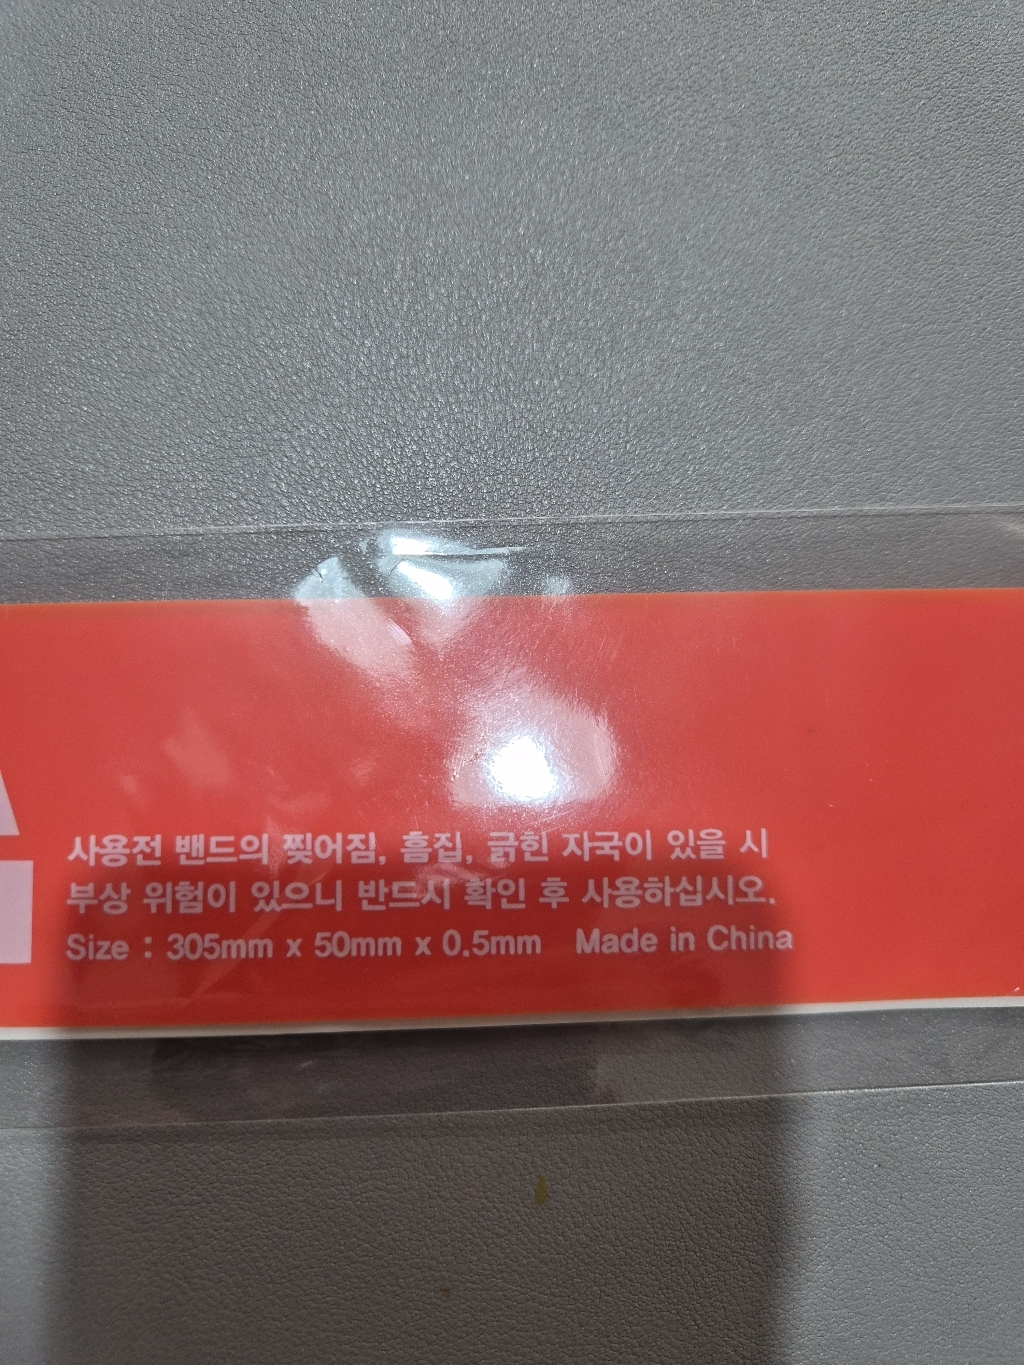 사용전 밴드의 찢어짐, 흠집, 긁힌 자국이 있을 시
부상 위험이 있으니 반드시 확인 후 사용하십시오.
Size : 305mm x 50mm x 0.5mm Made in China